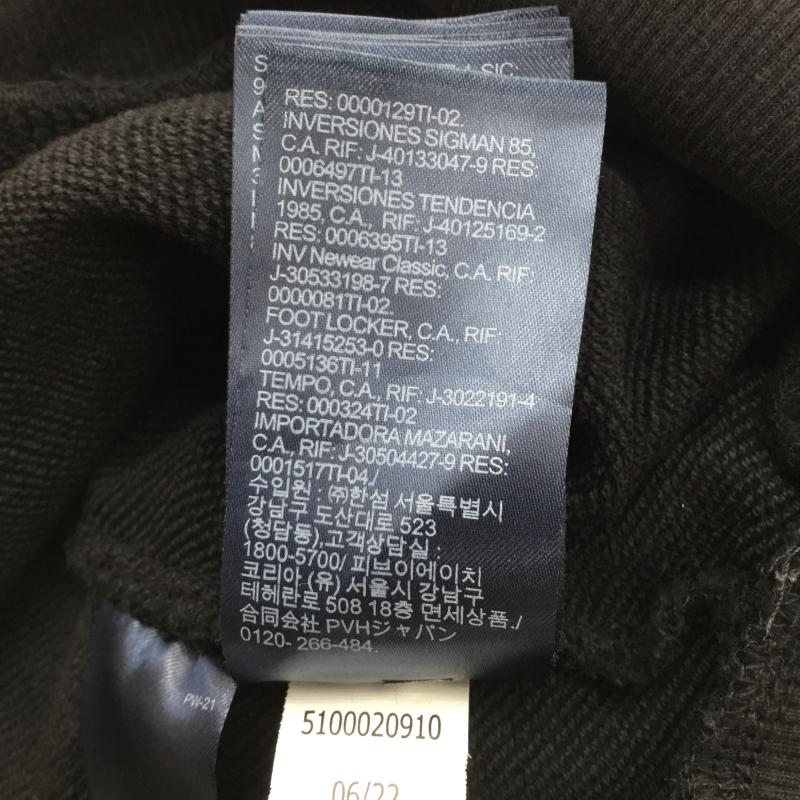 SIC:
RES: 0000129TI-02.
INVERSIONES SIGMAN 85,
C.A. RIF: J-40133047-9 RES:
0006497TI-13
INVERSIONES TENDENCIA
1985, C.A., RIF: J-40125169-2
RES: 0006395TI-13
INV Newear Classic, C.A. RIF:
J-30533198-7 RES:
0000081TI-02.
FOOT LOCKER, C.A., RIF:
J-31415253-0 RES:
0005136TI-11
TEMPO, C.A., RIF: J-3022191-4
RES: 000324TI-02
IMPORTADORA MAZARANI,
C.A., RIF: J-30504427-9 RES:
0001517TI-04./
수입원 : ㈜한섬 서울특별시
강남구 도산대로 523
(청담동),고객상담실 :
1800-5700/ 피브이에이치
코리아 (유) 서울시 강남구
테헤란로 508 18층 면세상품./
合同会社 PVHジャパン
0120- 266-484.
PW-21
5100020910
06/22